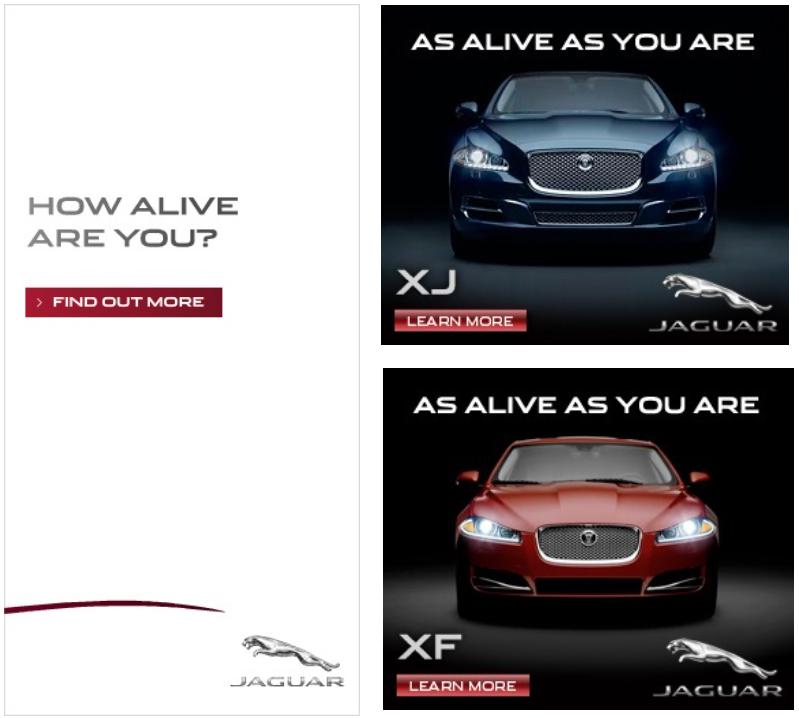 HOW ALIVE
ARE YOU?
> FIND OUT MORE
JAGUAR
AS ALIVE AS YOU ARE
XJ
LEARN MORE
JAGUAR
AS ALIVE AS YOU ARE
XF
LEARN MORE
JAGUAR